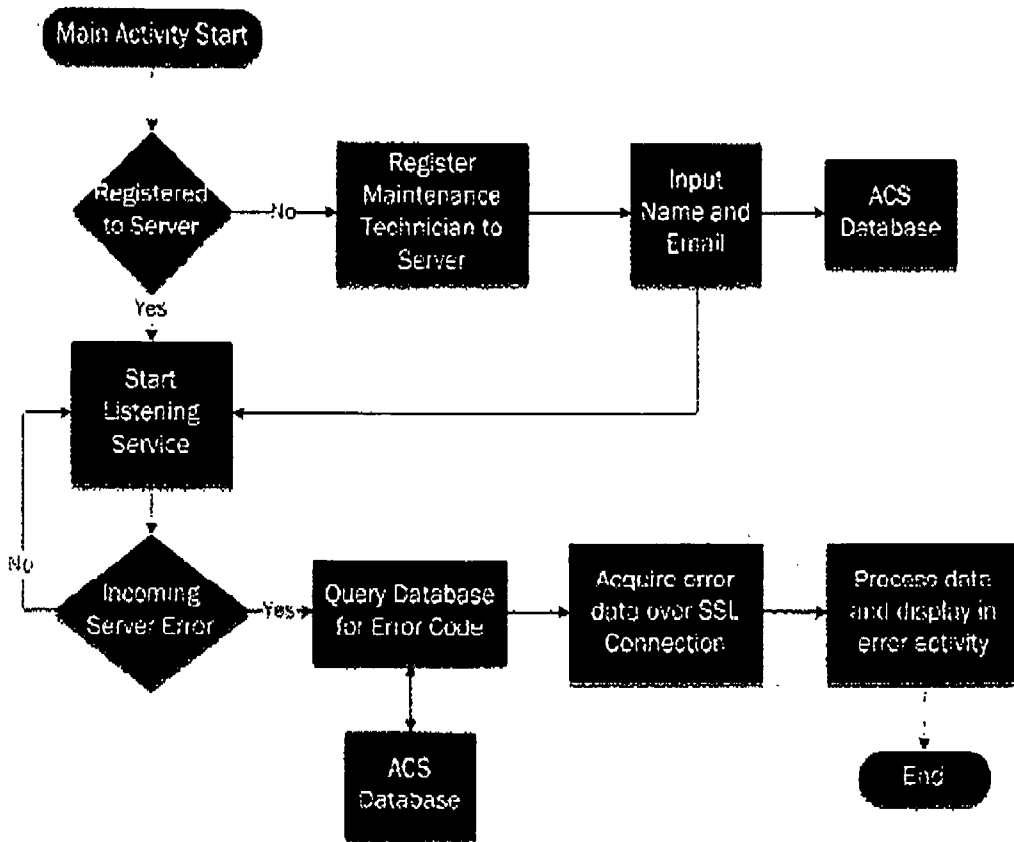 Main Activity Start
Registered
to Server
No
Register
Maintenance
Technician to
Server
Input
Name and
Email
ACS
Database
Yes
Start
Listening
Service
No
Incoming
Server Error
Yes
Query Database
for Error Code
Acquire error
data over SSL
Connection
Process data
and display in
error activity
ACS
Database
End